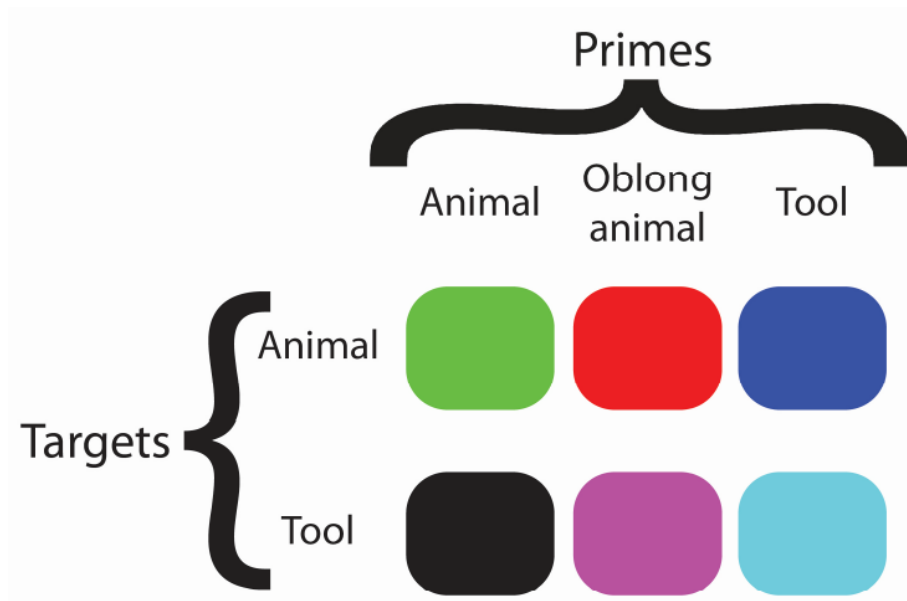 Primes
Animal
Oblong
animal
Tool
Targets
Animal
Tool